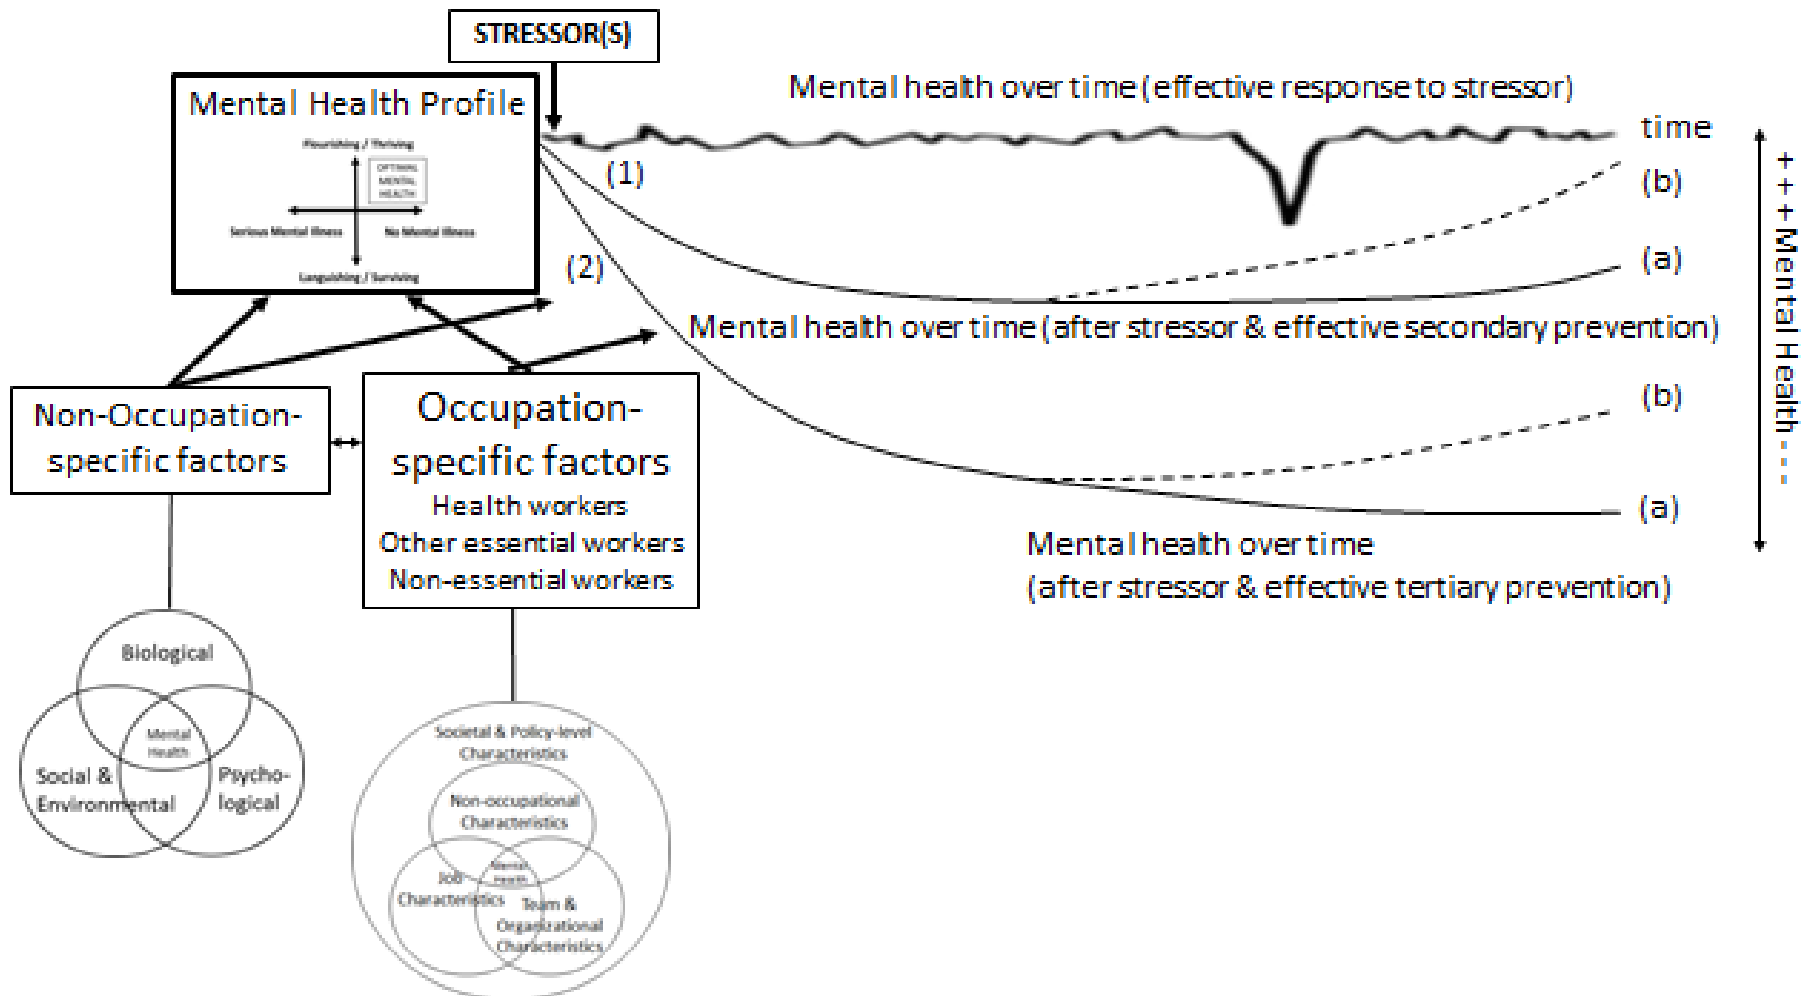 STRESSOR(S)
Mental Health Profile
Flourishing / Thriving
OPTIMAL
MENTAL
HEALTH
Serious Mental Illness
No Mental Illness
Languishing / Surviving
Mental health over time (effective response to stressor)
time
(1)
(b)
(a)
(2)
Mental health over time (after stressor & effective secondary prevention)
(b)
(a)
Mental health over time
(after stressor & effective tertiary prevention)
+ + + Mental Health - - -
Non-Occupation-
specific factors
Occupation-
specific factors
Health workers
Other essential workers
Non-essential workers
Biological
Mental
Health
Social &
Environmental
Psycho-
logical
Societal & Policy-level
Characteristics
Non-occupational
Characteristics
Mental
Health
Job
Characteristics
Team &
Organizational
Characteristics